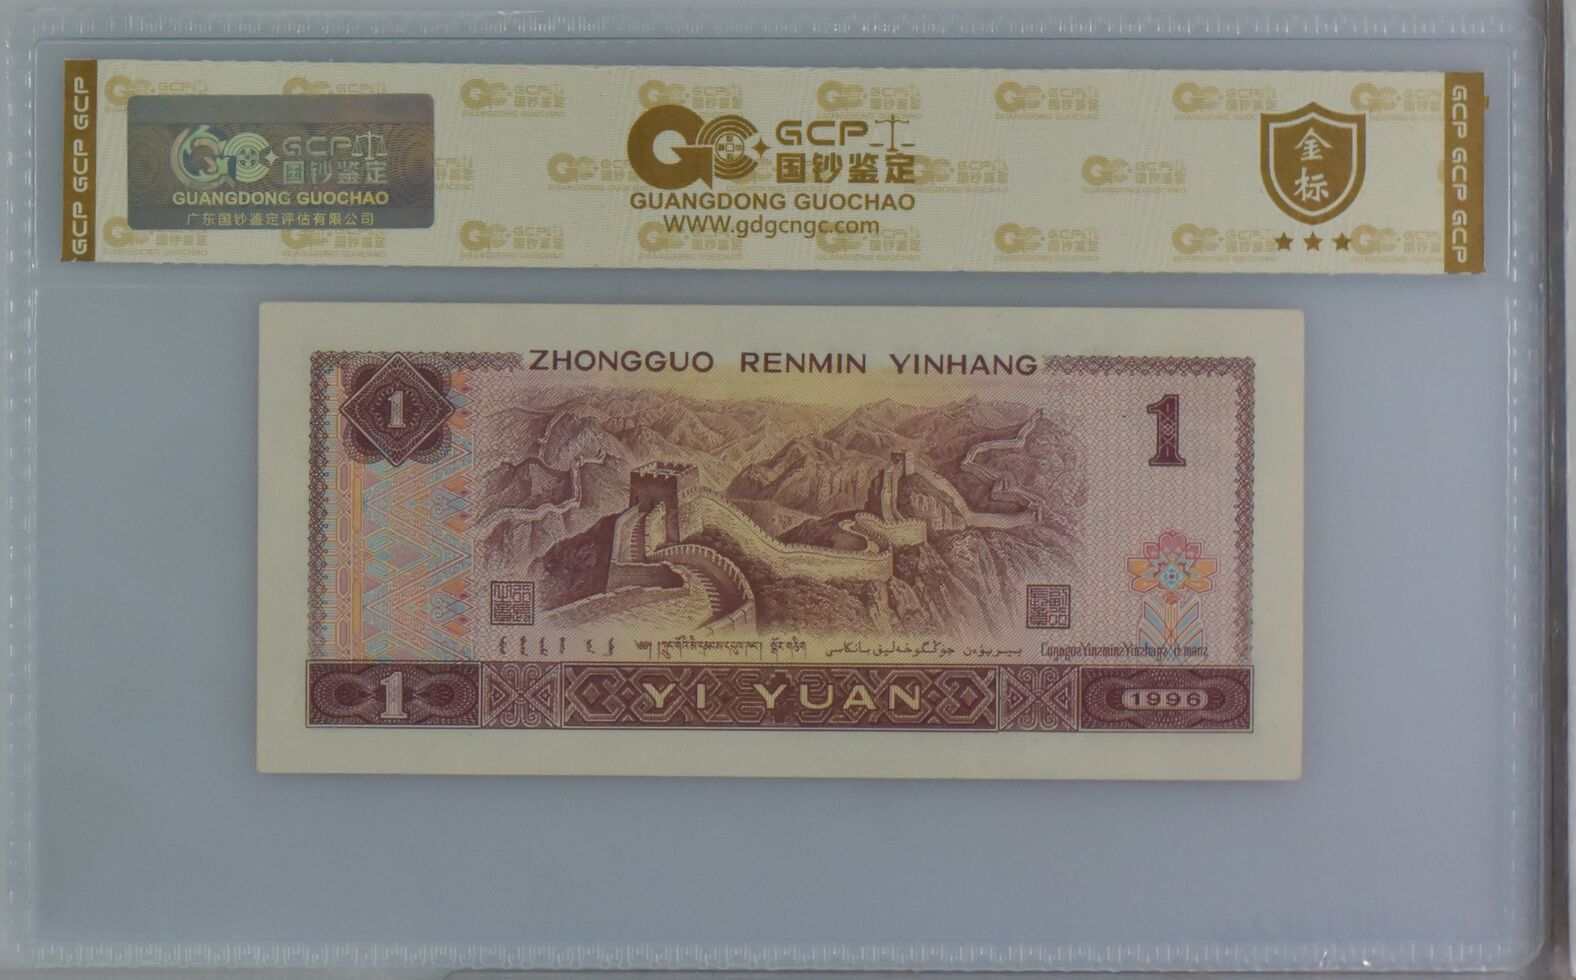 GCP GCP GCP
GCP
国钞鉴定
GUANGDONG GUOCHAO
广东国钞鉴定评估有限公司
GCP
国钞鉴定
GUANGDONG GUOCHAO
WWW.gdgcngc.com
金
标
GCP GCP GCP
ZHONGGUO RENMIN YINHANG
1
1
1
YI YUAN
1996